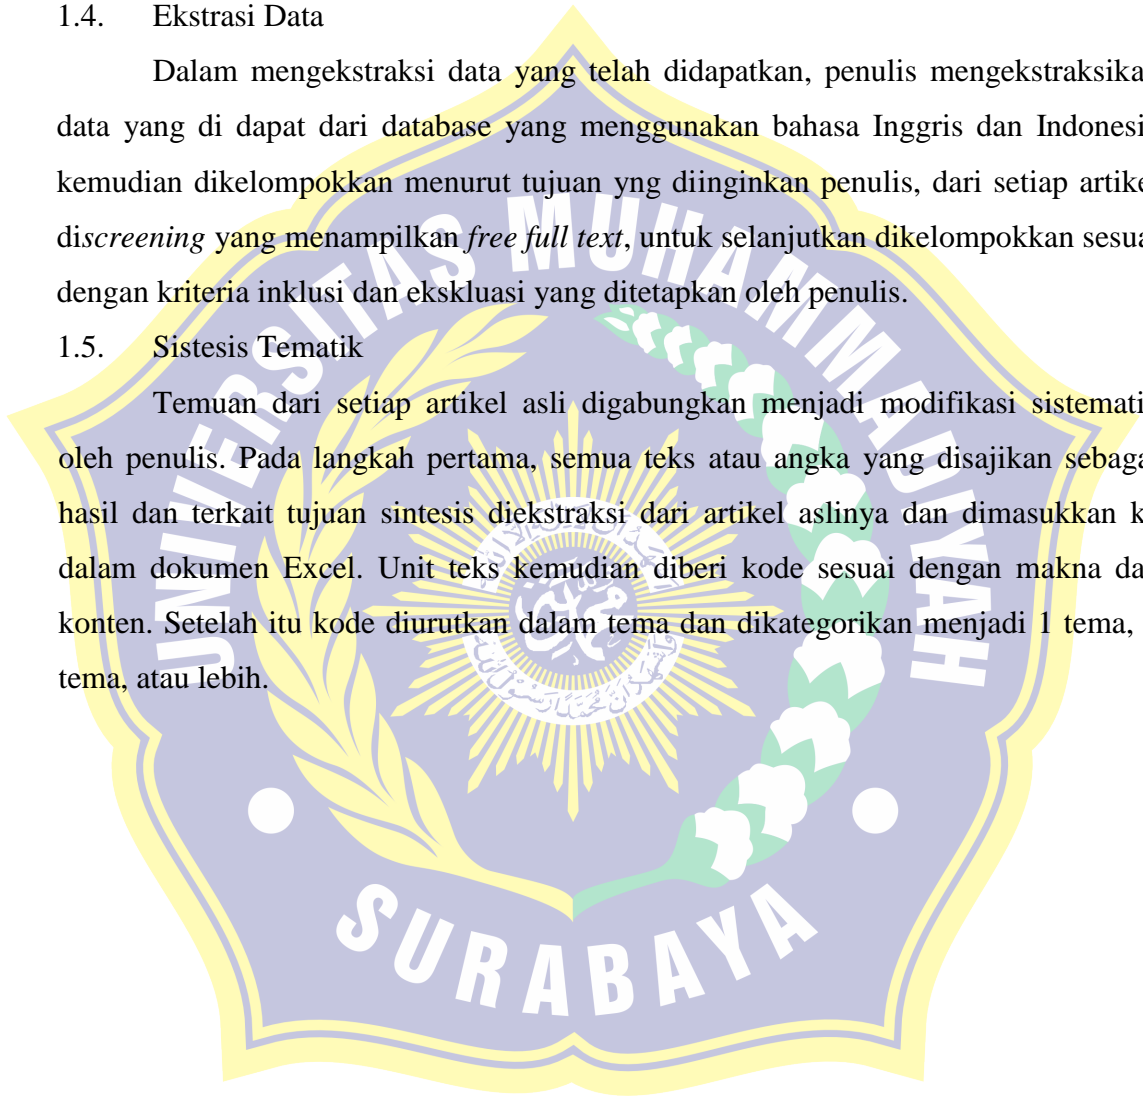 1.4. Ekstrasi Data
Dalam mengekstraksi data yang telah didapatkan, penulis mengekstraksika
data yang di dapat dari database yang menggunakan bahasa Inggris dan Indonesi
kemudian dikelompokkan menurut tujuan yng diinginkan penulis, dari setiap artike
discreening yang menampilkan free full text, untuk selanjutkan dikelompokkan sesua
dengan kriteria inklusi dan ekskluasi yang ditetapkan oleh penulis.
1.5. Sistesis Tematik
Temuan dari setiap artikel asli digabungkan menjadi modifikasi sistemati
oleh penulis. Pada langkah pertama, semua teks atau angka yang disajikan sebaga
hasil dan terkait tujuan sintesis diekstraksi dari artikel aslinya dan dimasukkan k
dalam dokumen Excel. Unit teks kemudian diberi kode sesuai dengan makna da
konten. Setelah itu kode diurutkan dalam tema dan dikategorikan menjadi 1 tema,
tema, atau lebih.
UNIVERSITAS MUHAMMADIYAH
SURABAYA